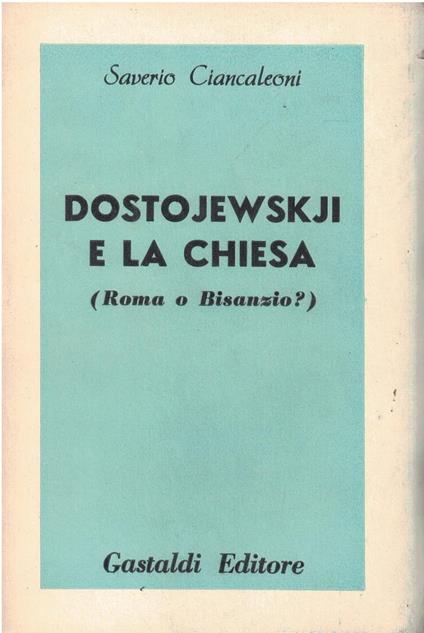 Saverio Ciancaleoni
DOSTOJEWSKJI
E LA CHIESA
(Roma o Bisanzio?)
Gastaldi Editore